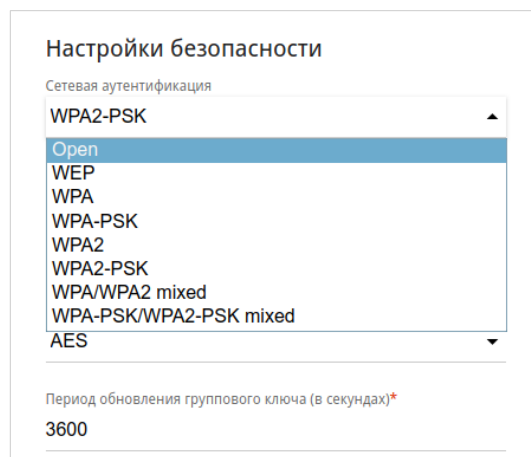 Настройки безопасности
Сетевая аутентификация
WPA2-PSK
Open
WEP
WPA
WPA-PSK
WPA2
WPA2-PSK
WPA/WPA2 mixed
WPA-PSK/WPA2-PSK mixed
AES
Период обновления группового ключа (в секундах)*
3600